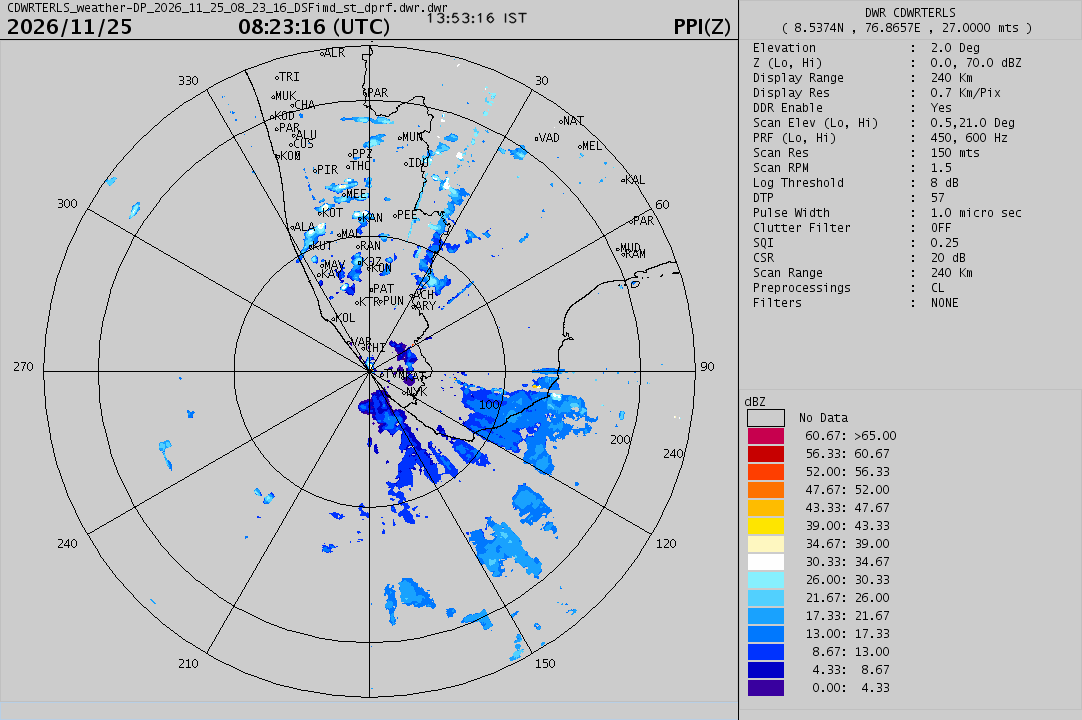 CDWRTERLS_weather-DP_2026_11_25_08_23_16_DSFimd_st_dprf.dwr.dwr
13:53:16 IST
2026/11/25 08:23:16 (UTC) PPI(Z)
DWR CDWRTERLS
( 8.5374N , 76.8657E , 27.0000 mts )
Elevation : 2.0 Deg
Z (Lo, Hi) : 0.0, 70.0 dBZ
Display Range : 240 Km
Display Res : 0.7 Km/Pix
DDR Enable : Yes
Scan Elev (Lo, Hi) : 0.5,21.0 Deg
PRF (Lo, Hi) : 450, 600 Hz
Scan Res : 150 mts
Scan RPM : 1.5
Log Threshold : 8 dB
DTP : 57
Pulse Width : 1.0 micro sec
Clutter Filter : OFF
SQI : 0.25
CSR : 20 dB
Scan Range : 240 Km
Preprocessings : CL
Filters : NONE
dBZ
No Data
60.67: >65.00
56.33: 60.67
52.00: 56.33
47.67: 52.00
43.33: 47.67
39.00: 43.33
34.67: 39.00
30.33: 34.67
26.00: 30.33
21.67: 26.00
17.33: 21.67
13.00: 17.33
8.67: 13.00
4.33: 8.67
0.00: 4.33
ALR
TRI
330
30
PAR
MUK
CHA
KOD
NAT
PAR
ALU
MUN
VAD
CUS
MEL
PPZ
THO
IDU
PIR
KAL
MEE
300
60
KOT
KAN
PEE
PAR
ALA
MAL
KUT
RAN
MUD
RAM
MAY
KOZ
KON
KAY
PAT
ACH
KTR
PUN
ARY
KOL
VAR
CHI
270
90
NYK
100
200
240
240
120
210
150